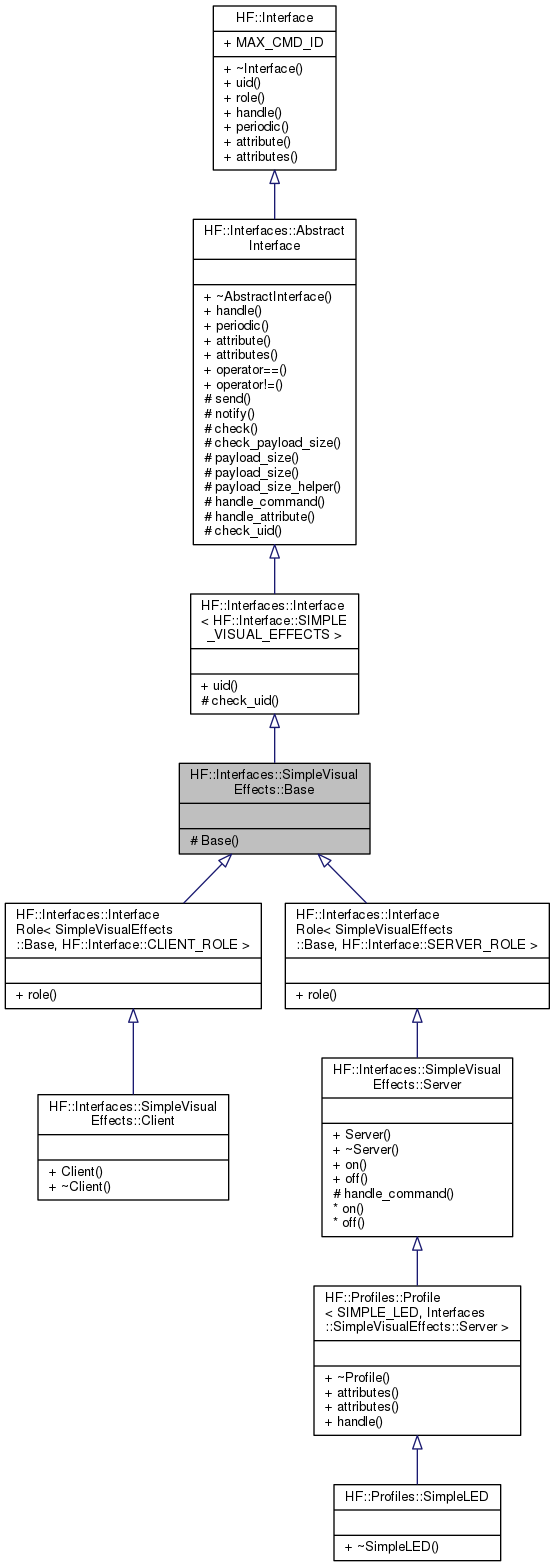 HF::Interface
+ MAX_CMD_ID
+ ~Interface()
+ uid()
+ role()
+ handle()
+ periodic()
+ attribute()
+ attributes()
HF::Interfaces::Abstract
Interface
+ ~AbstractInterface()
+ handle()
+ periodic()
+ attribute()
+ attributes()
+ operator==()
+ operator!=()
# send()
# notify()
# check()
# check_payload_size()
# payload_size()
# payload_size()
# payload_size_helper()
# handle_command()
# handle_attribute()
# check_uid()
HF::Interfaces::Interface
< HF::Interface::SIMPLE
_VISUAL_EFFECTS >
+ uid()
# check_uid()
HF::Interfaces::SimpleVisual
Effects::Base
# Base()
HF::Interfaces::Interface
Role< SimpleVisualEffects
::Base, HF::Interface::CLIENT_ROLE >
+ role()
HF::Interfaces::Interface
Role< SimpleVisualEffects
::Base, HF::Interface::SERVER_ROLE >
+ role()
HF::Interfaces::SimpleVisual
Effects::Client
+ Client()
+ ~Client()
HF::Interfaces::SimpleVisual
Effects::Server
+ Server()
+ ~Server()
+ on()
+ off()
# handle_command()
* on()
* off()
HF::Profiles::Profile
< SIMPLE_LED, Interfaces
::SimpleVisualEffects::Server >
+ ~Profile()
+ attributes()
+ attributes()
+ handle()
HF::Profiles::SimpleLED
+ ~SimpleLED()